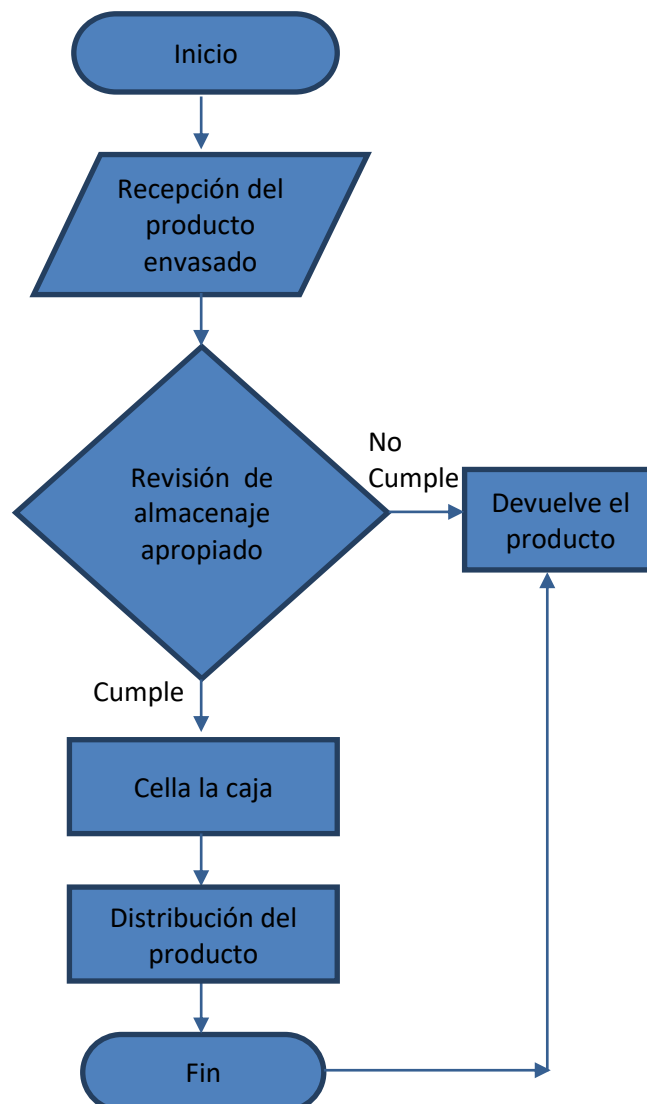 Inicio
Recepción del
producto
envasado
Revisión de
almacenaje
apropiado
No
Cumple
Devuelve el
producto
Cumple
Cella la caja
Distribución del
producto
Fin